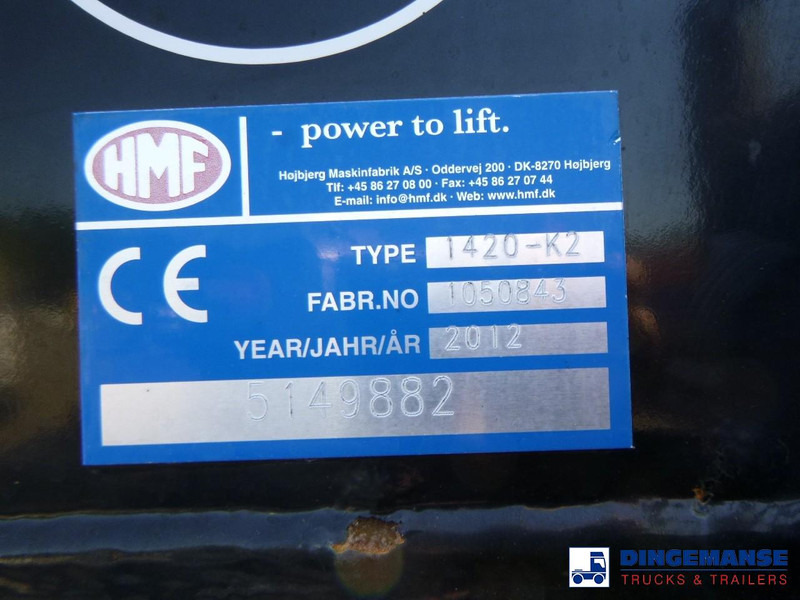 HMF
- power to lift.
Højbjerg Maskinfabrik A/S · Oddervej 200 · DK-8270 Højbjerg
Tlf: +45 86 27 08 00 · Fax: +45 86 27 07 44
E-mail: info@hmf.dk · Web: www.hmf.dk
CE
TYPE 1420-K2
FABR.NO 1050843
YEAR/JAHR/ÅR 2012
5149882
DINGEMANSE
TRUCKS & TRAILERS